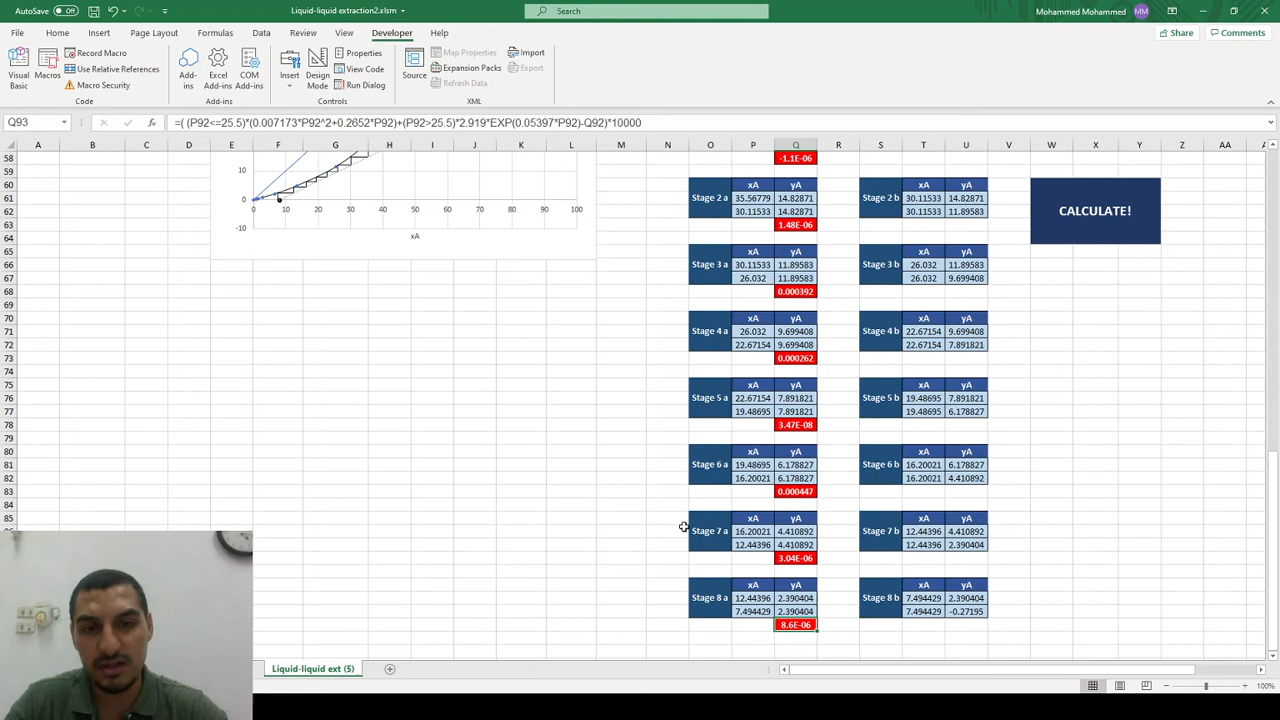 AutoSave Off Liquid-liquid extraction2.xlsm Search Mohammed Mohammed MM
File Home Insert Page Layout Formulas Data Review View Developer Help Share Comments
Visual Basic Macros Record Macro Use Relative References Macro Security Add-ins Excel Add-ins COM Add-ins Insert Design Mode Properties View Code Run Dialog Source Map Properties Expansion Packs Refresh Data Import Export
Code Add-ins Controls XML
Q93 =( (P92<=25.5)*(0.007173*P92^2+0.2652*P92)+(P92>25.5)*2.919*EXP(0.05397*P92)-Q92)*10000
A B C D E F G H I J K L M N O P Q R S T U V W X Y Z AA
58 -1.1E-06
59 10
60 xA yA xA yA
61 0 Stage 2 a 35.56779 14.82871 Stage 2 b 30.11533 14.82871 CALCULATE!
62 0 10 20 30 40 50 60 70 80 90 100 30.11533 14.82871 30.11533 11.89583
63 -10 1.48E-06
64 xA
65 xA yA xA yA
66 Stage 3 a 30.11533 11.89583 Stage 3 b 26.032 11.89583
67 26.032 11.89583 26.032 9.699408
68 0.000392
69
70 xA yA xA yA
71 Stage 4 a 26.032 9.699408 Stage 4 b 22.67154 9.699408
72 22.67154 9.699408 22.67154 7.891821
73 0.000262
74
75 xA yA xA yA
76 Stage 5 a 22.67154 7.891821 Stage 5 b 19.48695 7.891821
77 19.48695 7.891821 19.48695 6.178827
78 3.47E-08
79
80 xA yA xA yA
81 Stage 6 a 19.48695 6.178827 Stage 6 b 16.20021 6.178827
82 16.20021 6.178827 16.20021 4.410892
83 0.000447
84
85 xA yA xA yA
Stage 7 a 16.20021 4.410892 Stage 7 b 12.44396 4.410892
12.44396 4.410892 12.44396 2.390404
3.04E-06
xA yA xA yA
Stage 8 a 12.44396 2.390404 Stage 8 b 7.494429 2.390404
7.494429 2.390404 7.494429 -0.27195
8.6E-06
Liquid-liquid ext (5)
100%